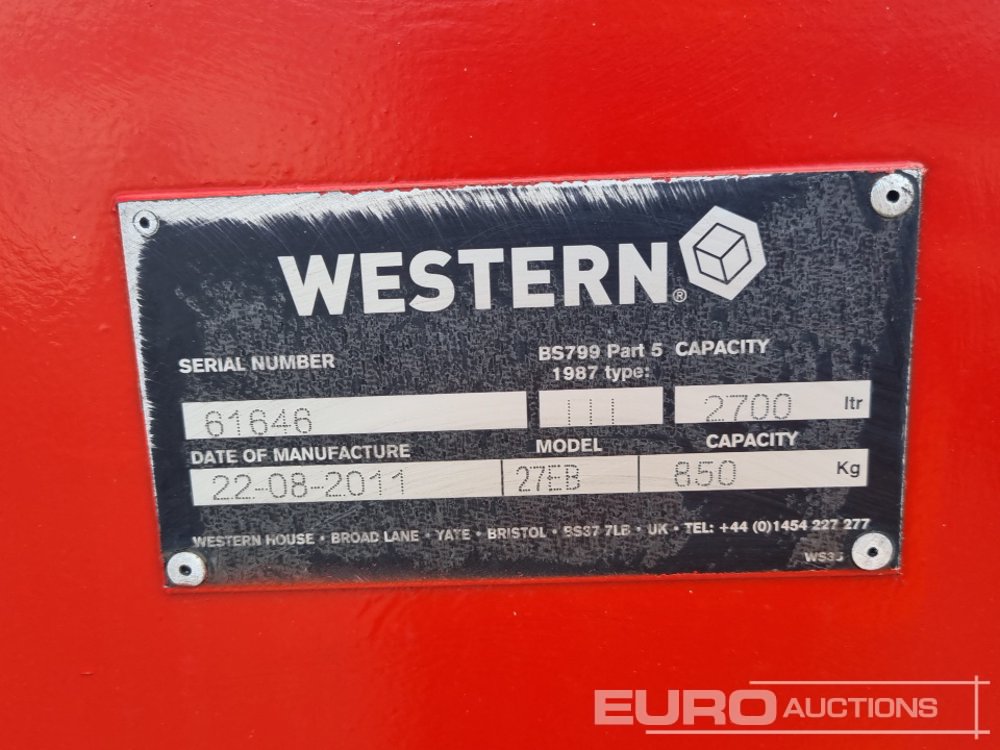 WESTERN®
SERIAL NUMBER
BS799 Part 5 CAPACITY
1987 type:
61646 III 2700 ltr
DATE OF MANUFACTURE MODEL CAPACITY
22-08-2011 27EB 850 Kg
WESTERN HOUSE • BROAD LANE • YATE • BRISTOL • BS37 7LB • UK • TEL: +44 (0)1454 227 277
EURO AUCTIONS